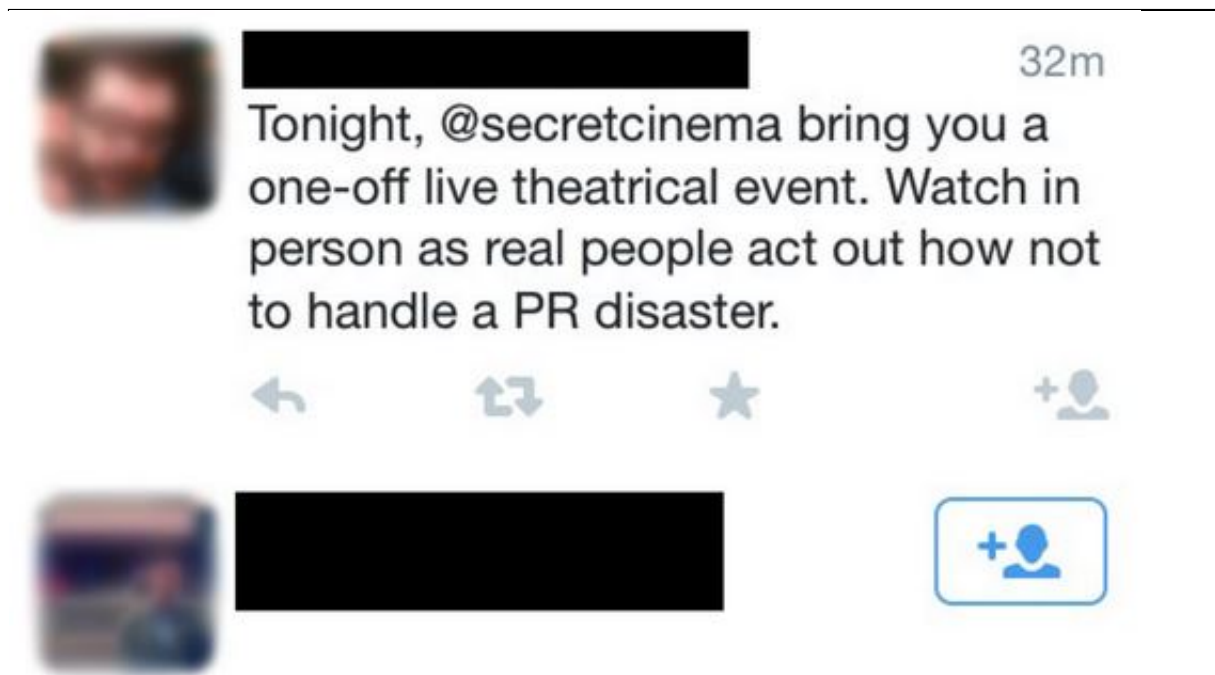 32m
Tonight, @secretcinema bring you a
one-off live theatrical event. Watch in
person as real people act out how not
to handle a PR disaster.